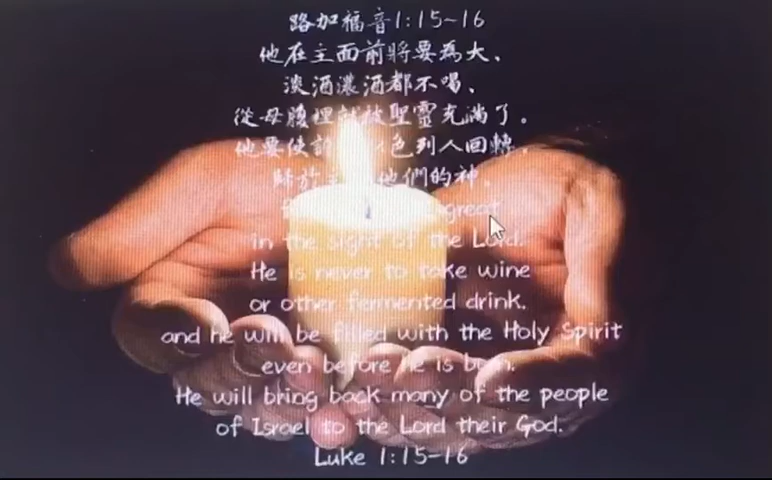 路加福音1:15~16
他在主面前將要為大、
淡酒濃酒都不喝、
從母腹裡就被聖靈充滿了。
他要使 色列人回轉，
歸於主 他們的神。
great
in the sight of the Lord.
He is never to take wine
or other fermented drink.
and he will be filled with the Holy Spirit
even before he is born.
He will bring back many of the people
of Israel to the Lord their God.
Luke 1:15-16